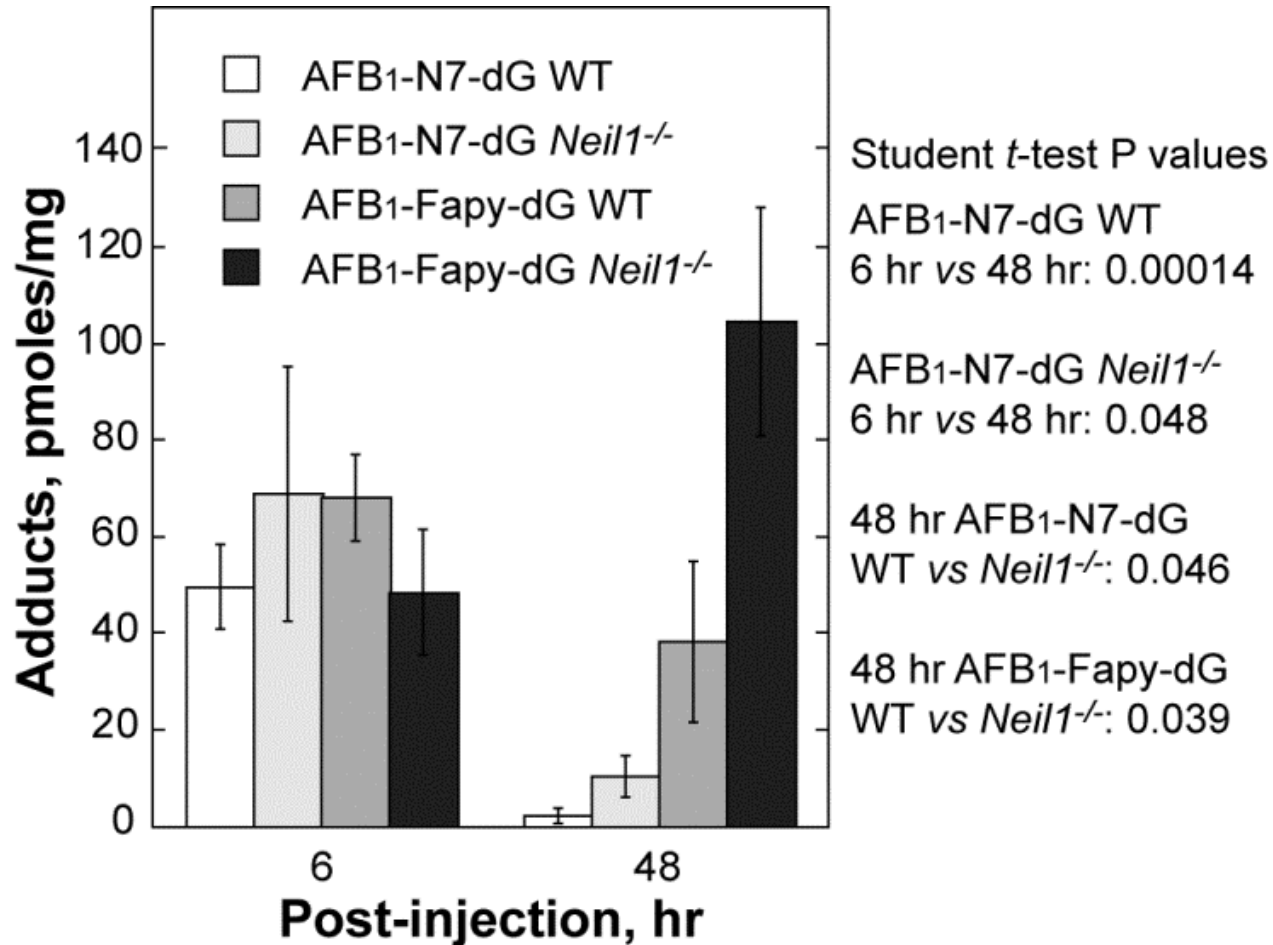 AFB1-N7-dG WT
AFB1-N7-dG Neil1-/-
AFB1-Fapy-dG WT
AFB1-Fapy-dG Neil1-/-
Adducts, pmoles/mg
140
120
100
80
60
40
20
0
6
48
Post-injection, hr
Student t-test P values
AFB1-N7-dG WT
6 hr vs 48 hr: 0.00014
AFB1-N7-dG Neil1-/-
6 hr vs 48 hr: 0.048
48 hr AFB1-N7-dG
WT vs Neil1-/-: 0.046
48 hr AFB1-Fapy-dG
WT vs Neil1-/-: 0.039